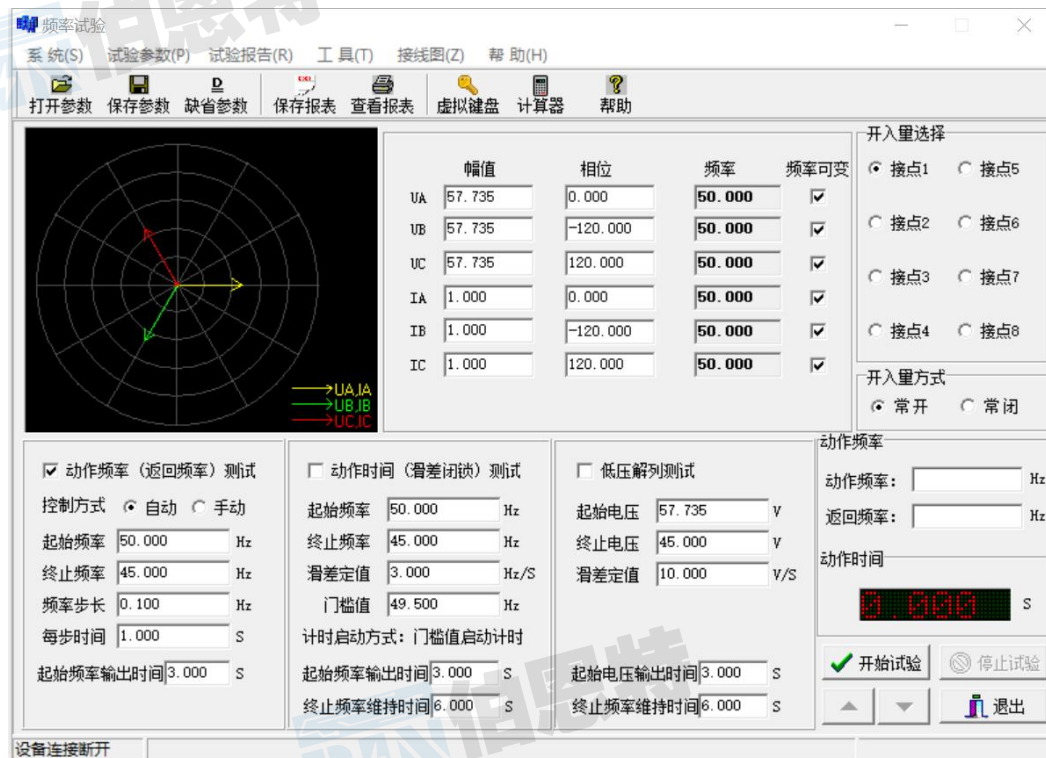 频率试验
系 统(S) 试验参数(P) 试验报告(R) 工 具(T) 接线图(Z) 帮 助(H)
打开参数 保存参数 缺省参数 保存报表 查看报表 虚拟键盘 计算器 帮助
开入量选择
幅值 相位 频率 频率可变
接点1 接点5
UA 57.735 0.000 50.000
UB 57.735 -120.000 50.000
接点2 接点6
UC 57.735 120.000 50.000
接点3 接点7
IA 1.000 0.000 50.000
IB 1.000 -120.000 50.000
接点4 接点8
IC 1.000 120.000 50.000
开入量方式
常开 常闭
UA,IA
UB,IB
UC,IC
动作频率（返回频率）测试
控制方式 自动 手动
起始频率 50.000 Hz
终止频率 45.000 Hz
频率步长 0.100 Hz
每步时间 1.000 S
起始频率输出时间 3.000 S
动作时间（滑差闭锁）测试
起始频率 50.000 Hz
终止频率 45.000 Hz
滑差定值 3.000 Hz/S
门槛值 49.500 Hz
计时启动方式：门槛值启动计时
起始频率输出时间 3.000 S
终止频率维持时间 6.000 S
低压解列测试
起始电压 57.735 V
终止电压 45.000 V
滑差定值 10.000 V/S
起始电压输出时间 3.000 S
终止频率维持时间 6.000 S
动作频率
动作频率： Hz
返回频率： Hz
动作时间
0.000 S
开始试验 停止试验
退出
设备连接断开
伯恩特
伯恩特